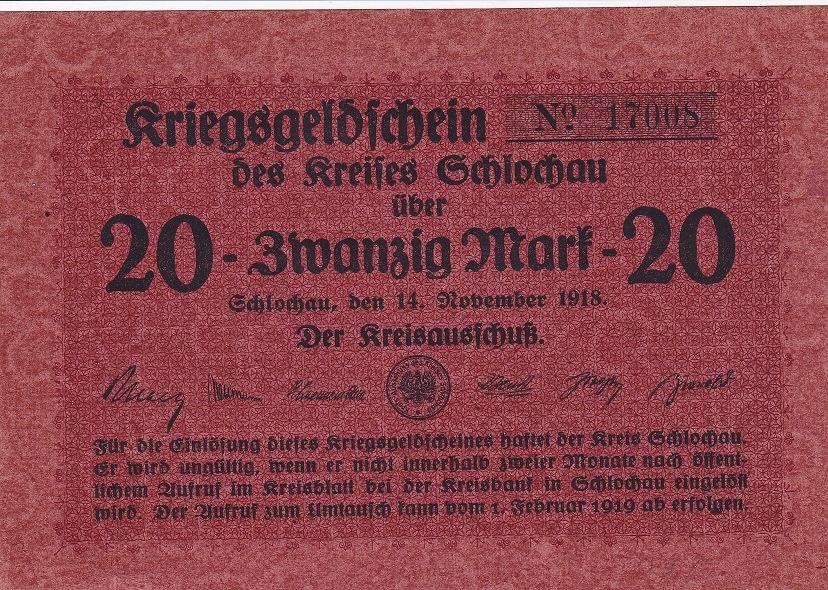 Kriegsgeldschein
No 17008
des Kreises Schlochau
über
20 - Zwanzig Mark - 20
Schlochau, den 14. November 1918.
Der Kreisausschuß.
Für die Einlösung dieses Kriegsgeldscheines haftet der Kreis Schlochau.
Er wird ungültig, wenn er nicht innerhalb zweier Monate nach öffent-
lichem Aufruf im Kreisblatt bei der Kreisbank in Schlochau eingelöst
wird. Der Aufruf zum Umtausch kann vom 1. Februar 1919 ab erfolgen.